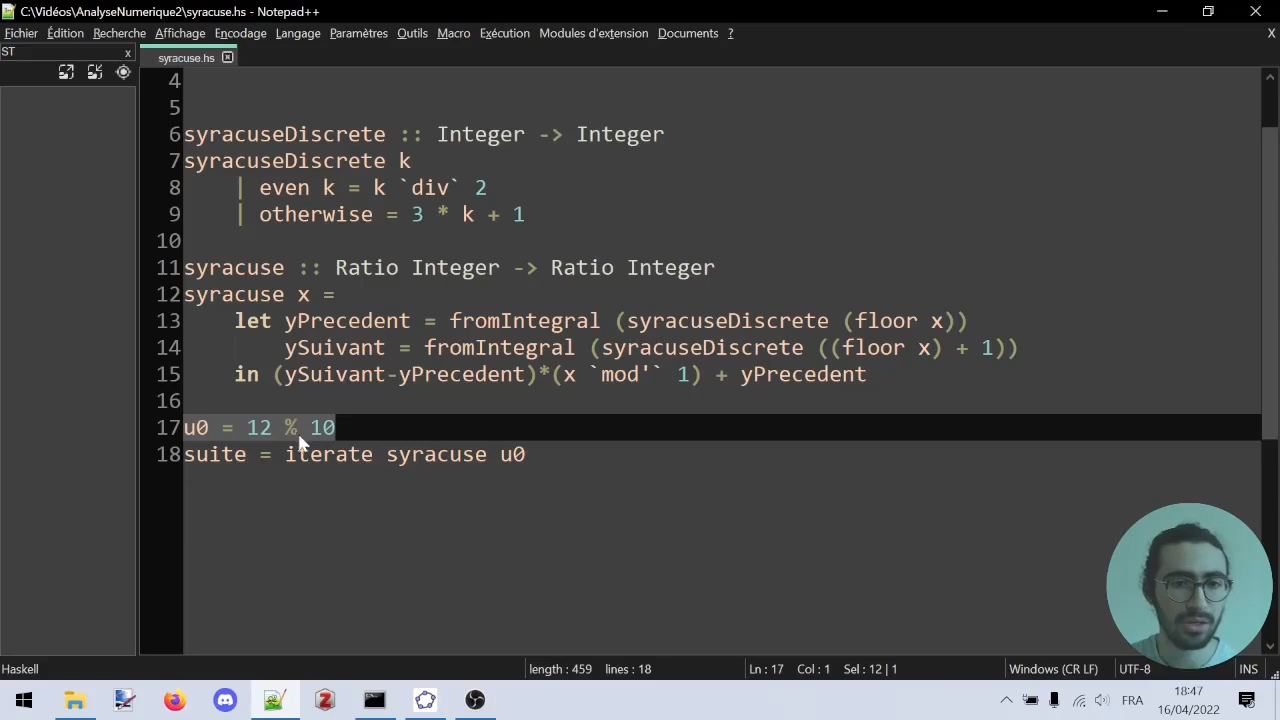 C:\Vidéos\AnalyseNumerique2\syracuse.hs - Notepad++
Fichier Édition Recherche Affichage Encodage Langage Paramètres Outils Macro Exécution Modules d'extension Documents ? X
ST x
syracuse.hs
4
5
6 syracuseDiscrete :: Integer -> Integer
7 syracuseDiscrete k
8 | even k = k `div` 2
9 | otherwise = 3 * k + 1
10
11 syracuse :: Ratio Integer -> Ratio Integer
12 syracuse x =
13 let yPrecedent = fromIntegral (syracuseDiscrete (floor x))
14 ySuivant = fromIntegral (syracuseDiscrete ((floor x) + 1))
15 in (ySuivant-yPrecedent)*(x `mod'` 1) + yPrecedent
16
17 u0 = 12 % 10
18 suite = iterate syracuse u0
Haskell length : 459 lines : 18 Ln : 17 Col : 1 Sel : 12 | 1 Windows (CR LF) UTF-8 INS
FRA 18:47
16/04/2022